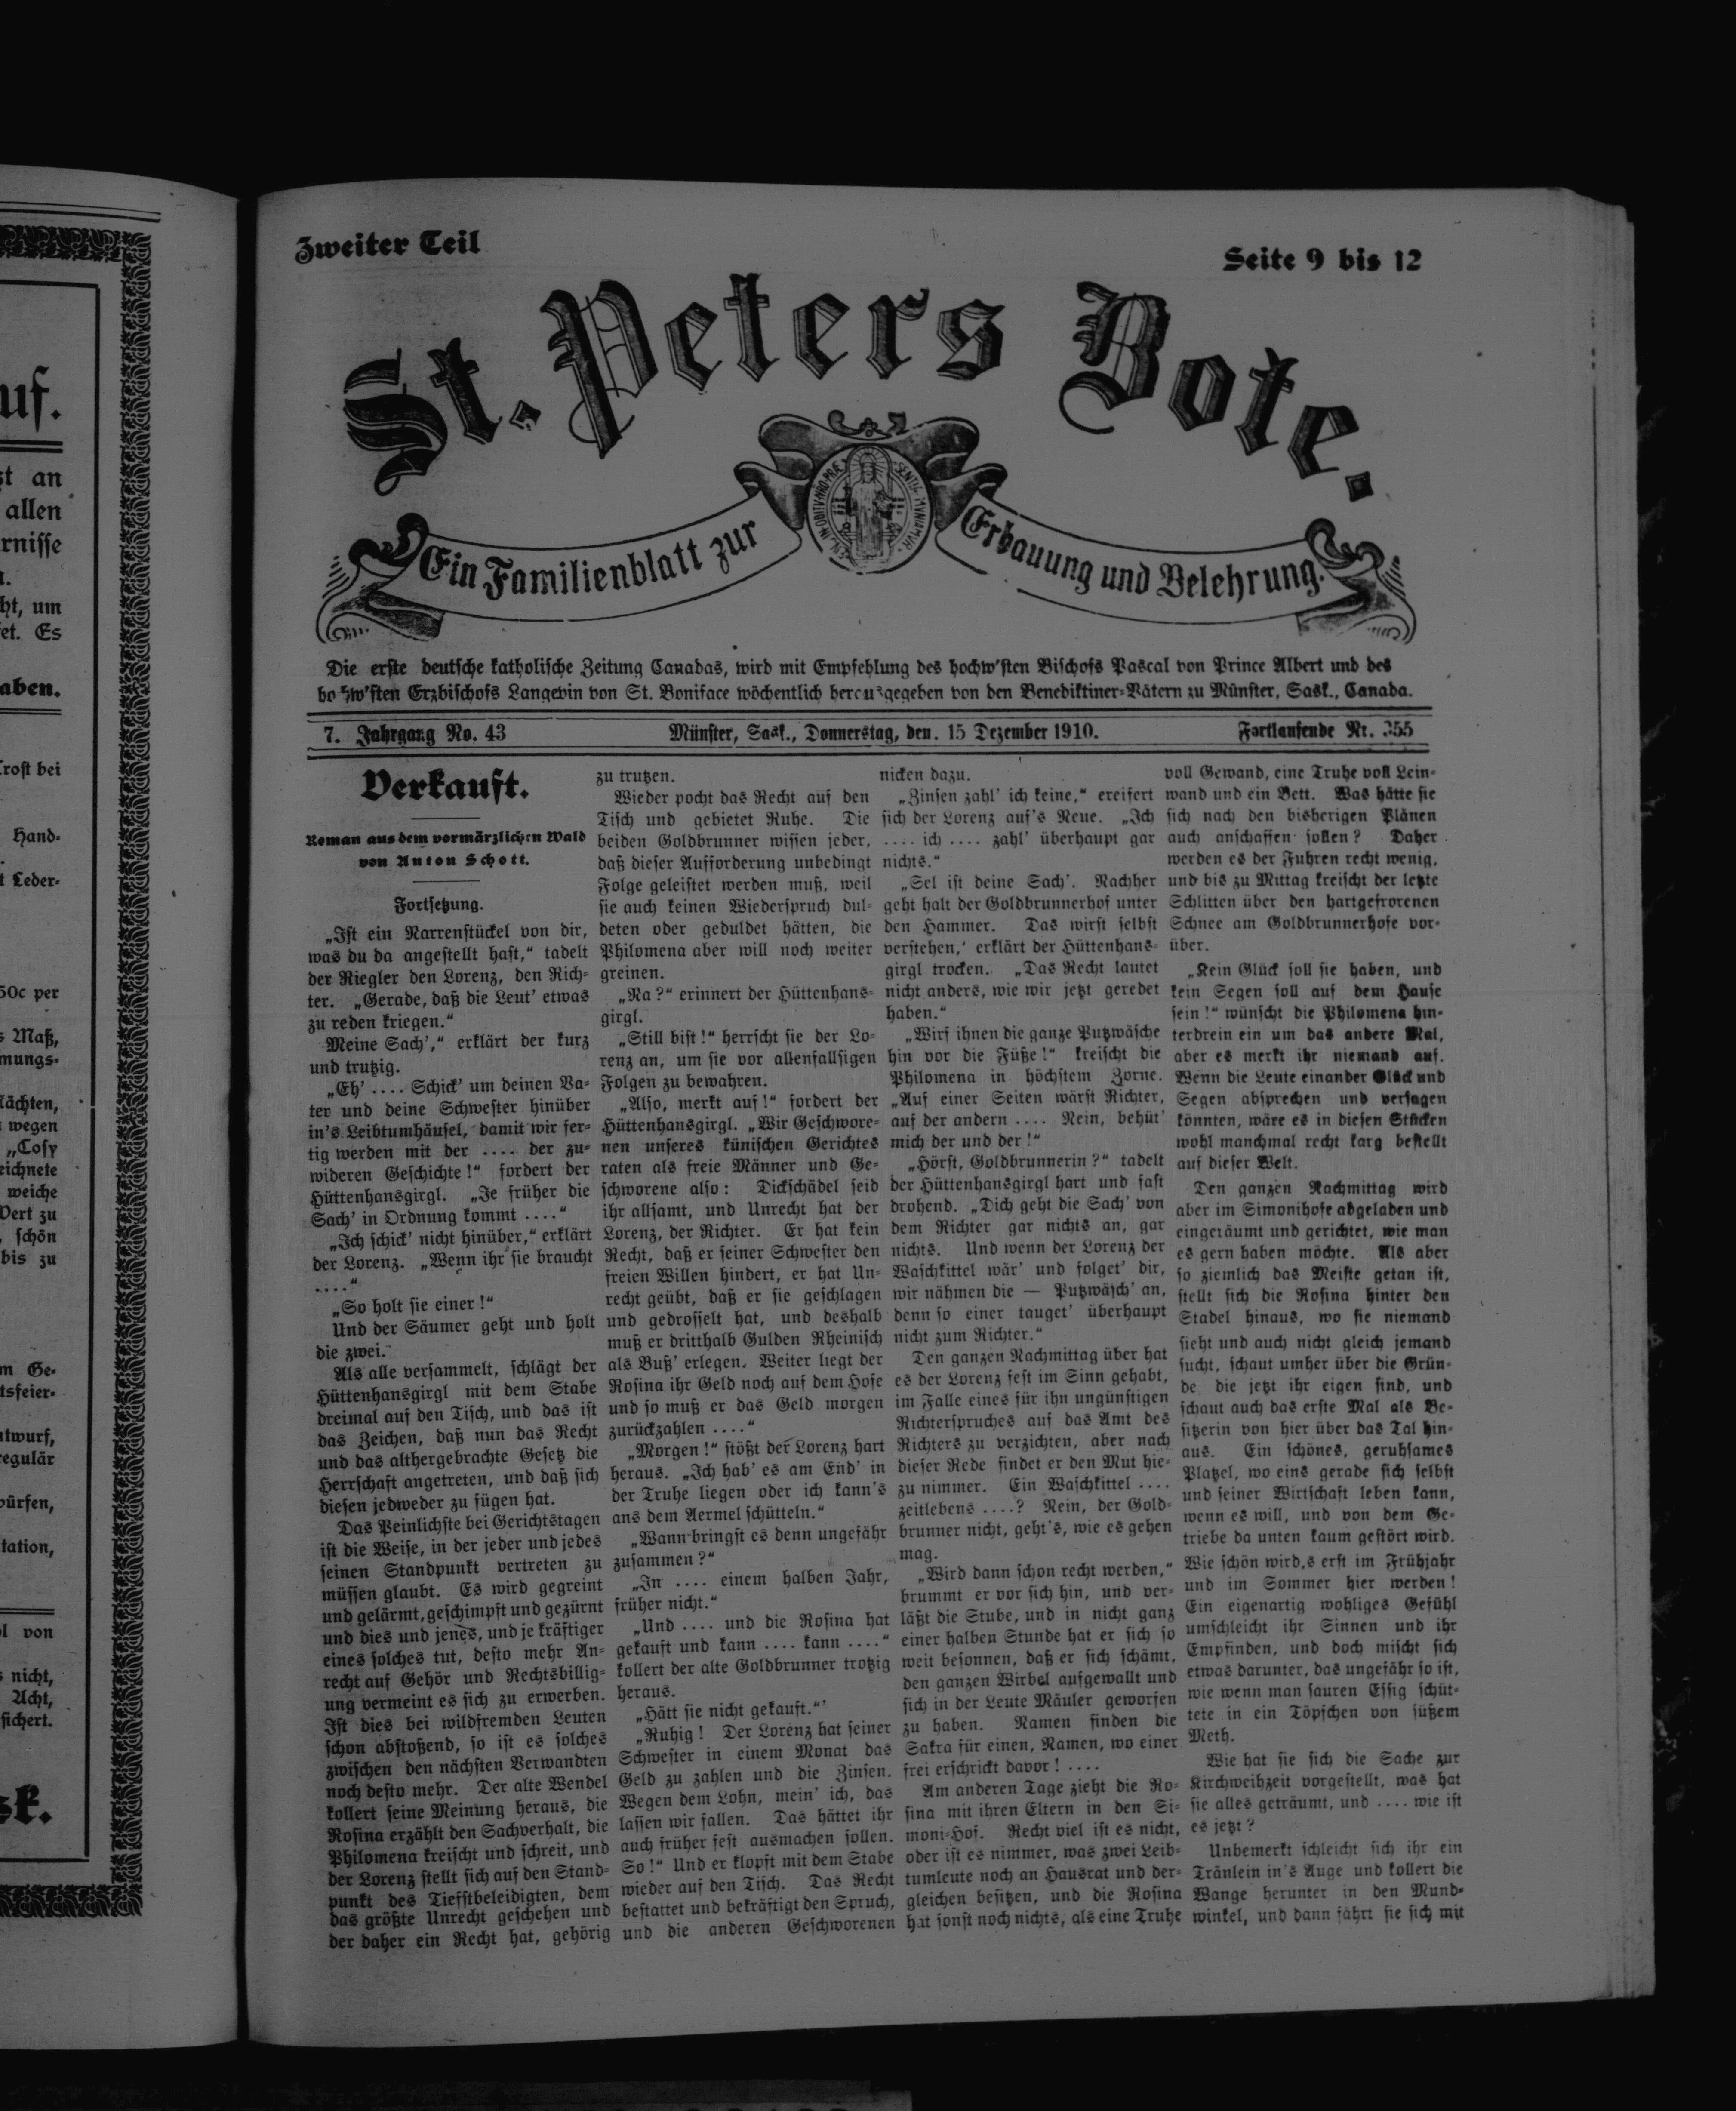 uf.
zt an
allen
rnisse
ht, um
et. Es
aben.
rost bei
Hand-
t Leder-
50c per
s Maß,
mungs-
Nächten,
wegen
„Cosy
eichnete
weiche
Wert zu
, schön
bis zu
m Ge-
tsfeier-
twurf,
regulär
dürfen,
tation,
l von
s nicht,
Acht,
sichert.
sk.
Zweiter Teil
Seite 9 bis 12
St. Peters Bote.
Ein Familienblatt zur Erbauung und Belehrung.
Die erste deutsche katholische Zeitung Canadas, wird mit Empfehlung des hochw'sten Bischofs Pascal von Prince Albert und des
hochw'sten Erzbischofs Langevin von St. Boniface wöchentlich herausgegeben von den Benediktiner-Vätern zu Münster, Sask., Canada.
7. Jahrgang No. 43
Münster, Sask., Donnerstag, den. 15 Dezember 1910.
Fortlaufende Nr. 355
Verkauft.
Roman aus dem vormärzlichen Wald
von Anton Schott.
Fortsetzung.
„Ist ein Narrenstückel von dir,
was du da angestellt hast,“ tadelt
der Riegler den Lorenz, den Rich-
ter. „Gerade, daß die Leut' etwas
zu reden kriegen.“
Meine Sach',“ erklärt der kurz
und trutzig.
„Eh' .... Schick' um deinen Va-
ter und deine Schwester hinüber
in's Leibtumhäusel, damit wir fer-
tig werden mit der .... der zu-
wideren Geschichte!“ fordert der
Hüttenhansgirgl. „Je früher die
Sach' in Ordnung kommt ....“
„Ich schick' nicht hinüber,“ erklärt
der Lorenz. „Wenn ihr sie braucht
....“
„So holt sie einer!“
Und der Säumer geht und holt
die zwei.
Als alle versammelt, schlägt der
Hüttenhansgirgl mit dem Stabe
dreimal auf den Tisch, und das ist
das Zeichen, daß nun das Recht
und das althergebrachte Gesetz die
Herrschaft angetreten, und daß sich
diesen jedweder zu fügen hat.
Das Peinlichste bei Gerichtstagen
ist die Weise, in der jeder und jedes
seinen Standpunkt vertreten zu
müssen glaubt. Es wird gegreint
und gelärmt, geschimpft und gezürnt
und dies und jenes, und je kräftiger
eines solches tut, desto mehr An-
recht auf Gehör und Rechtsbillig-
ung vermeint es sich zu erwerben.
Ist dies bei wildfremden Leuten
schon abstoßend, so ist es solches
zwischen den nächsten Verwandten
noch desto mehr. Der alte Wendel
kollert seine Meinung heraus, die
Rosina erzählt den Sachverhalt, die
Philomena kreischt und schreit, und
der Lorenz stellt sich auf den Stand-
punkt des Tiefstbeleidigten, dem
das größte Unrecht geschehen und
der daher ein Recht hat, gehörig
zu trutzen.
Wieder pocht das Recht auf den
Tisch und gebietet Ruhe. Die
beiden Goldbrunner wissen jeder,
daß dieser Aufforderung unbedingt
Folge geleistet werden muß, weil
sie auch keinen Wiederspruch dul-
deten oder geduldet hätten, die
Philomena aber will noch weiter
greinen.
„Na?“ erinnert der Hüttenhans-
girgl.
„Still bist!“ herrscht sie der Lo-
renz an, um sie vor allenfallsigen
Folgen zu bewahren.
„Also, merkt auf!“ fordert der
Hüttenhansgirgl. „Wir Geschwore-
nen unseres künischen Gerichtes
raten als freie Männer und Ge-
schworene also: Dickschädel seid
ihr allsamt, und Unrecht hat der
Lorenz, der Richter. Er hat kein
Recht, daß er seiner Schwester den
freien Willen hindert, er hat Un-
recht geübt, daß er sie geschlagen
und gedrosselt hat, und deshalb
muß er dritthalb Gulden Rheinisch
als Buß' erlegen. Weiter liegt der
Rosina ihr Geld noch auf dem Hofe
und so muß er das Geld morgen
zurückzahlen ....“
„Morgen!“ stößt der Lorenz hart
heraus. „Ich hab' es am End' in
der Truhe liegen oder ich kann's
ans dem Aermel schütteln.“
„Wann bringst es denn ungefähr
zusammen?“
„In .... einem halben Jahr,
früher nicht.“
„Und .... und die Rosina hat
gekauft und kann .... kann ....“
kollert der alte Goldbrunner trotzig
heraus.
„Hätt sie nicht gekauft.“'
„Ruhig! Der Lorenz hat seiner
Schwester in einem Monat das
Geld zu zahlen und die Zinsen.
Wegen dem Lohn, mein' ich, das
lassen wir fallen. Das hättet ihr
auch früher fest ausmachen sollen.
So!“ Und er klopft mit dem Stabe
wieder auf den Tisch. Das Recht
bestattet und bekräftigt den Spruch,
und die anderen Geschworenen
nicken dazu.
„Zinsen zahl' ich keine,“ ereifert
sich der Lorenz auf's Neue. „Ich
.... ich .... zahl' überhaupt gar
nichts.“
„Sel ist deine Sach'. Nachher
geht halt der Goldbrunnerhof unter
den Hammer. Das wirst selbst
verstehen,' erklärt der Hüttenhans-
girgl trocken. „Das Recht lautet
nicht anders, wie wir jetzt geredet
haben.“
„Wirf ihnen die ganze Putzwäsche
hin vor die Füße!“ kreischt die
Philomena in höchstem Zorne.
„Auf einer Seiten wärst Richter,
auf der andern .... Nein, behüt'
mich der und der!“
„Hörst, Goldbrunnerin?“ tadelt
der Hüttenhansgirgl hart und fast
drohend. „Dich geht die Sach' von
dem Richter gar nichts an, gar
nichts. Und wenn der Lorenz der
Waschkittel wär' und folget' dir,
wir nähmen die — Putzwäsch' an,
denn so einer tauget' überhaupt
nicht zum Richter.“
Den ganzen Nachmittag über hat
es der Lorenz fest im Sinn gehabt,
im Falle eines für ihn ungünstigen
Richterspruches auf das Amt des
Richters zu verzichten, aber nach
dieser Rede findet er den Mut hie-
zu nimmer. Ein Waschkittel ....
zeitlebens ....? Nein, der Gold-
brunner nicht, geht's, wie es gehen
mag.
„Wird dann schon recht werden,“
brummt er vor sich hin, und ver-
läßt die Stube, und in nicht ganz
einer halben Stunde hat er sich so
weit besonnen, daß er sich schämt,
den ganzen Wirbel aufgewallt und
sich in der Leute Mäuler geworfen
zu haben. Namen finden die
Sakra für einen, Namen, wo einer
frei erschrickt davor! ....
Am anderen Tage zieht die Ro-
sina mit ihren Eltern in den Si-
moni-Hof. Recht viel ist es nicht,
oder ist es nimmer, was zwei Leib-
tumleute noch an Hausrat und der-
gleichen besitzen, und die Rosina
hat sonst noch nichts, als eine Truhe
voll Gewand, eine Truhe voll Lein-
wand und ein Bett. Was hätte sie
sich nach den bisherigen Plänen
auch anschaffen sollen? Daher
werden es der Fuhren recht wenig,
und bis zu Mittag kreischt der letzte
Schlitten über den hartgefrorenen
Schnee am Goldbrunnerhofe vor-
über.
„Kein Glück soll sie haben, und
kein Segen soll auf dem Hause
sein!“ wünscht die Philomena hin-
terdrein ein um das andere Mal,
aber es merkt ihr niemand auf.
Wenn die Leute einander Glück und
Segen absprechen und versagen
könnten, wäre es in diesen Stücken
wohl manchmal recht karg bestellt
auf dieser Welt.
Den ganzen Nachmittag wird
aber im Simonihofe abgeladen und
eingeräumt und gerichtet, wie man
es gern haben möchte. Als aber
so ziemlich das Meiste getan ist,
stellt sich die Rosina hinter den
Stadel hinaus, wo sie niemand
sieht und auch nicht gleich jemand
sucht, schaut umher über die Grün-
de, die jetzt ihr eigen sind, und
schaut auch das erste Mal als Be-
sitzerin von hier über das Tal hin-
aus. Ein schönes, geruhsames
Platzel, wo eins gerade sich selbst
und seiner Wirtschaft leben kann,
wenn es will, und von dem Ge-
triebe da unten kaum gestört wird.
Wie schön wird,s erst im Frühjahr
und im Sommer hier werden!
Ein eigenartig wohliges Gefühl
umschleicht ihr Sinnen und ihr
Empfinden, und doch mischt sich
etwas darunter, das ungefähr so ist,
wie wenn man sauren Essig schüt-
tete in ein Töpfchen von süßem
Meth.
Wie hat sie sich die Sache zur
Kirchweihzeit vorgestellt, was hat
sie alles geträumt, und .... wie ist
es jetzt?
Unbemerkt schleicht sich ihr ein
Tränlein in's Auge und kollert die
Wange herunter in den Mund-
winkel, und dann fährt sie sich mit